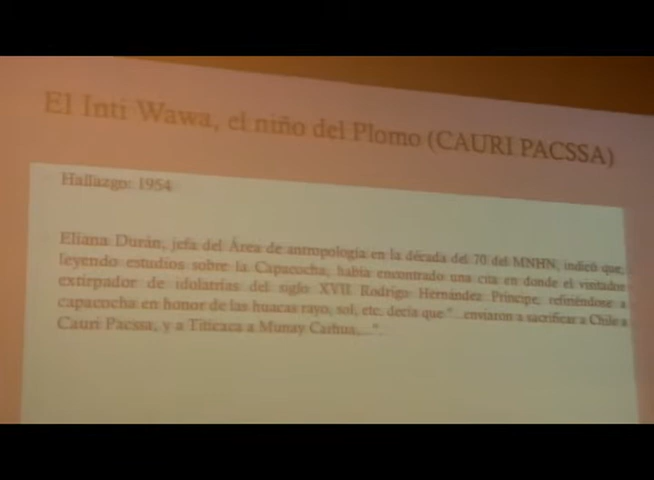 El Inti Wawa, el niño del Plomo (CAURI PACSSA)
Hallazgo: 1954
Eliana Durán, jefa del Área de antropología en la década del 70 del MNHN, indicó que,
leyendo estudios sobre la Capacocha, había encontrado una cita en donde el visitador
extirpador de idolatrías del siglo XVII Rodrigo Hernández Príncipe, refiriéndose a
capacocha en honor de las huacas rayo, sol, etc, decía que "...enviaron a sacrificar a Chile a
Cauri Pacssa, y a Titicaca a Munay Carhua,..."